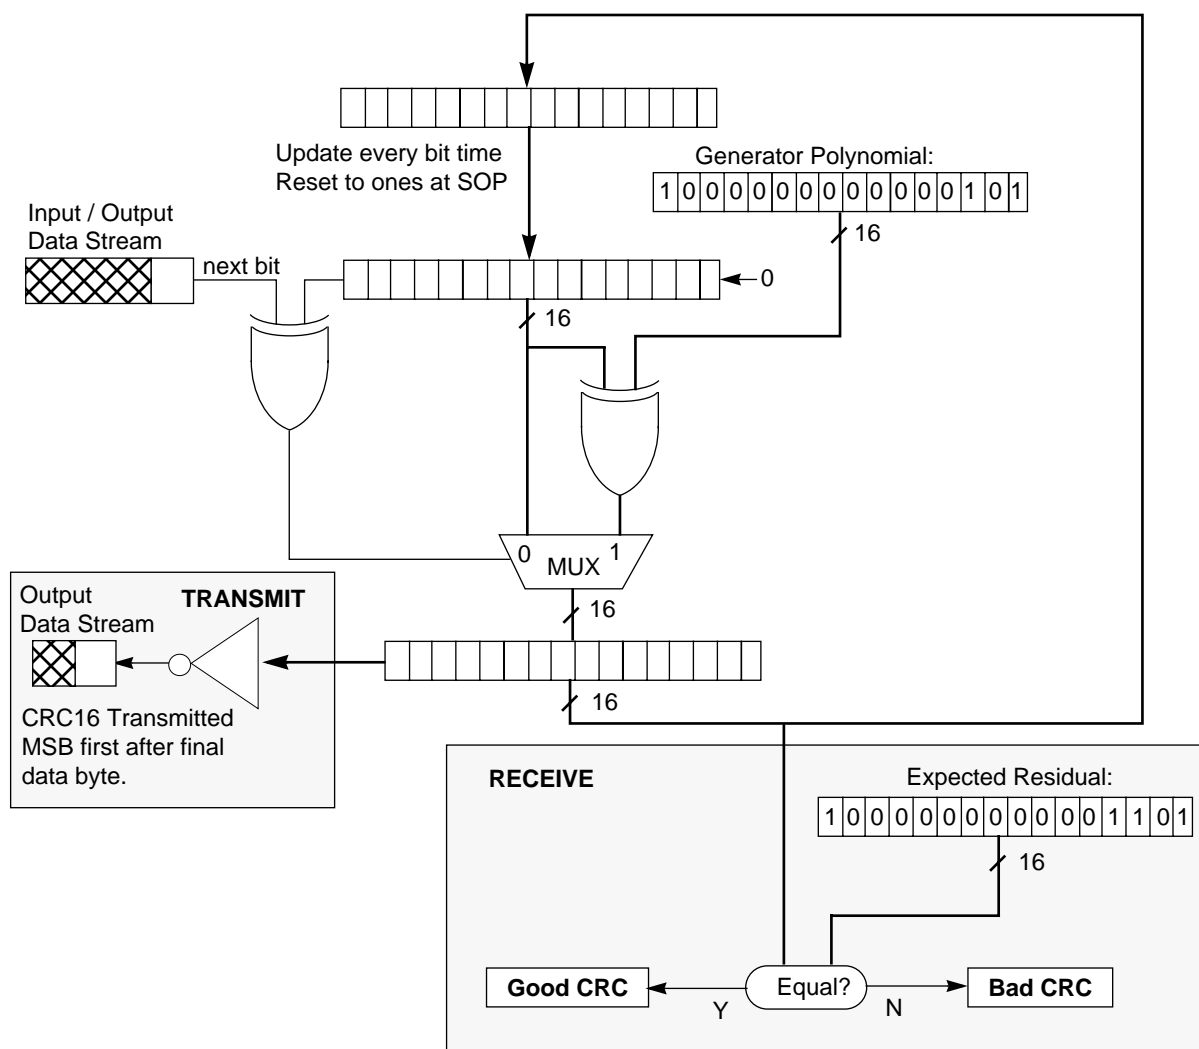 Update every bit time
Reset to ones at SOP
Generator Polynomial:
1 0 0 0 0 0 0 0 0 0 0 0 0 1 0 1
16
Input / Output
Data Stream
next bit
0
16
0
1
MUX
16
Output
Data Stream
TRANSMIT
CRC16 Transmitted
MSB first after final
data byte.
16
RECEIVE
Expected Residual:
1 0 0 0 0 0 0 0 0 0 0 0 1 1 0 1
16
Good CRC
Y
Equal?
N
Bad CRC